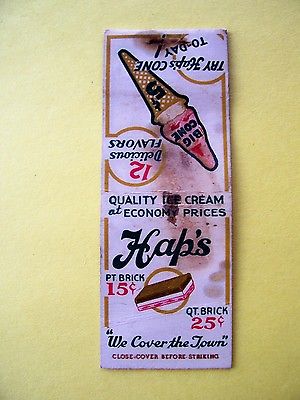 TRY Hap's CONE
TO-DAY!
5¢
BIG
CONE
12
Delicious
FLAVORS
QUALITY ICE CREAM
at ECONOMY PRICES
Hap's
PT. BRICK
15¢
QT. BRICK
25¢
"We Cover the Town"
CLOSE COVER BEFORE STRIKING